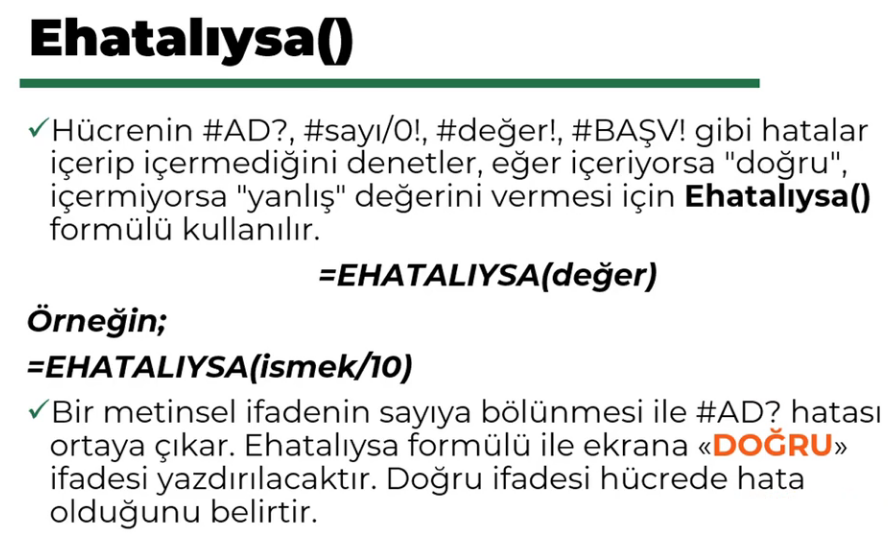 Ehatalıysa()
✓Hücrenin #AD?, #sayı/0!, #değer!, #BAŞV! gibi hatalar
içerip içermediğini denetler, eğer içeriyorsa "doğru",
içermiyorsa "yanlış" değerini vermesi için Ehatalıysa()
formülü kullanılır.
=EHATALIYSA(değer)
Örneğin;
=EHATALIYSA(ismek/10)
✓Bir metinsel ifadenin sayıya bölünmesi ile #AD? hatası
ortaya çıkar. Ehatalıysa formülü ile ekrana «DOĞRU»
ifadesi yazdırılacaktır. Doğru ifadesi hücrede hata
olduğunu belirtir.